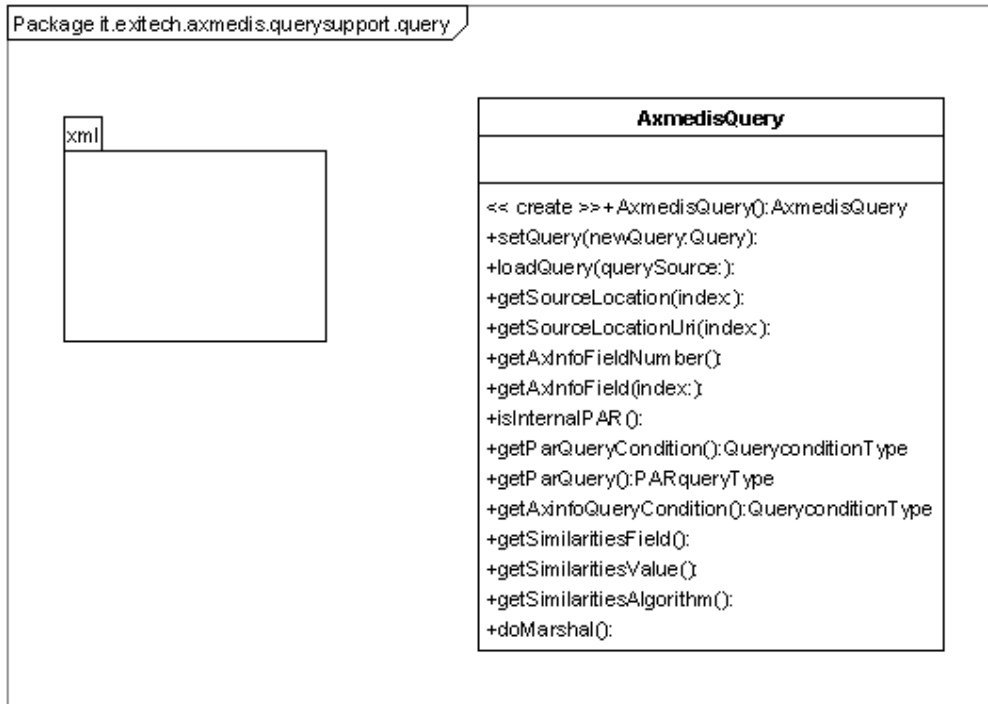 Package it.exitech.axmedis.querysupport.query
xml
AxmedisQuery
<< create >>+AxmedisQuery():AxmedisQuery
+setQuery(newQuery:Query):
+loadQuery(querySource:):
+getSourceLocation(index:):
+getSourceLocationUri(index:):
+getAxInfoFieldNumber():
+getAxInfoField(index:):
+isInternalPAR():
+getParQueryCondition():QueryconditionType
+getParQuery():PARqueryType
+getAxinfoQueryCondition():QueryconditionType
+getSimilaritiesField():
+getSimilaritiesValue():
+getSimilaritiesAlgorithm():
+doMarshal():